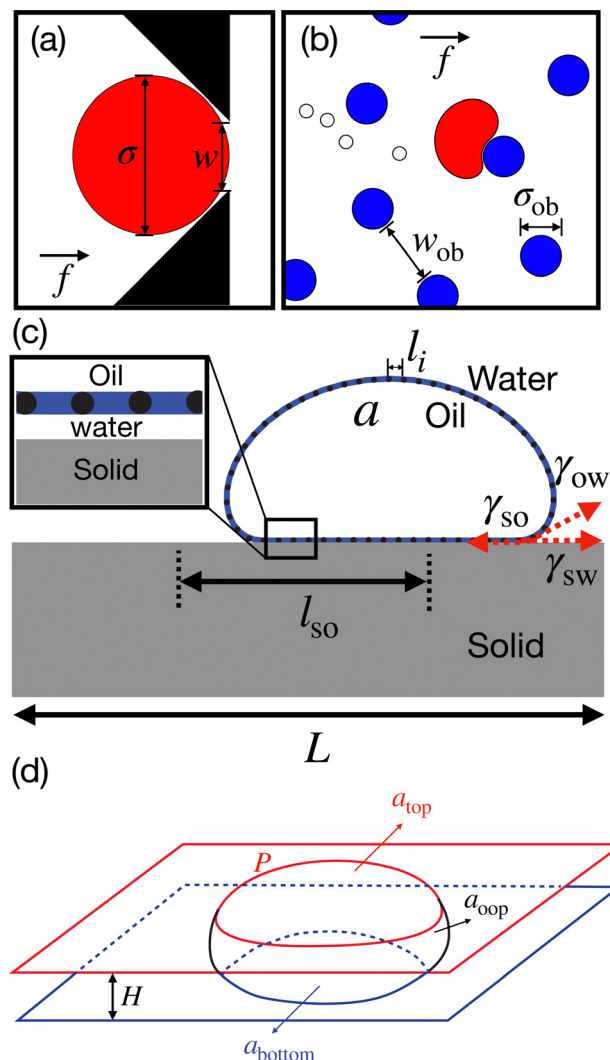 (a)
σ
w
f
(b)
f
σob
wob
(c)
Oil
water
Solid
li
Water
a
Oil
γow
γso
γsw
lso
Solid
L
(d)
atop
P
aoop
H
abottom